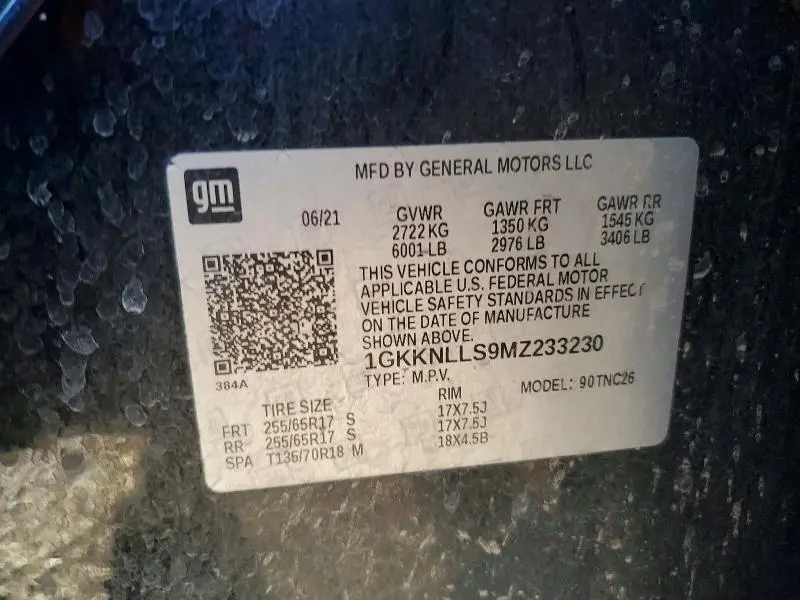 gm
MFD BY GENERAL MOTORS LLC
06/21
GVWR GAWR FRT GAWR RR
2722 KG 1350 KG 1545 KG
6001 LB 2976 LB 3406 LB
THIS VEHICLE CONFORMS TO ALL
APPLICABLE U.S. FEDERAL MOTOR
VEHICLE SAFETY STANDARDS IN EFFECT
ON THE DATE OF MANUFACTURE
SHOWN ABOVE.
1GKKNLLS9MZ233230
384A
TYPE: M.P.V. MODEL: 90TNC26
TIRE SIZE RIM
FRT 255/65R17 S 17X7.5J
RR 255/65R17 S 17X7.5J
SPA T135/70R18 M 18X4.5B